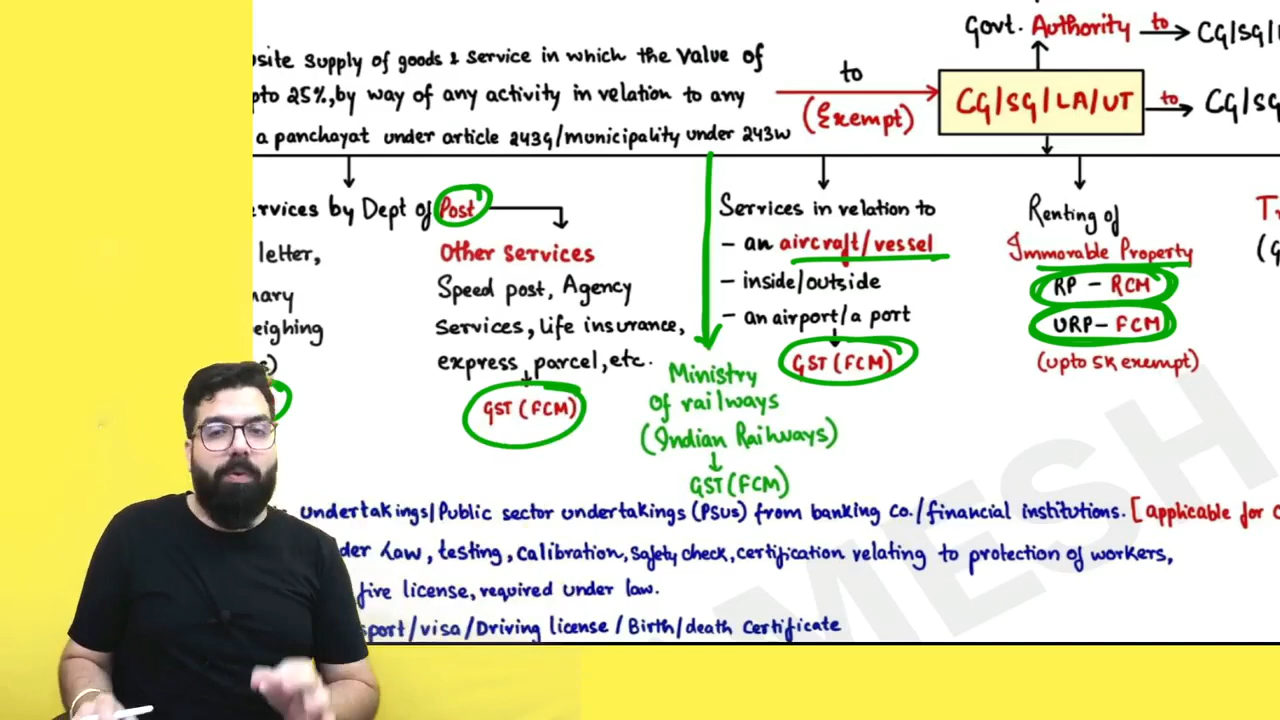 Govt. Authority to CG/SG/
site supply of goods & service in which the value of
pto 25%, by way of any activity in relation to any
a panchayat under article 243G/municipality under 243W
to
(Exempt)
CG/SG/LA/UT
to CG/SG
ervices by Dept of Post
letter,
nary
eighing
Other services
Speed post, Agency
services, life insurance,
express parcel, etc.
GST (FCM)
Ministry
of railways
(Indian Railways)
GST (FCM)
Services in relation to
- an aircraft/vessel
- inside/outside
- an airport/a port
GST (FCM)
Renting of
Immovable Property
RP - RCM
URP - FCM
(upto 5K exempt)
undertakings/Public sector undertakings (PSUs) from banking co./financial institutions. [applicable for
der law, testing, calibration, safety check, certification relating to protection of workers,
fire license, required under law.
sport/visa/Driving license/Birth/death certificate
MESH